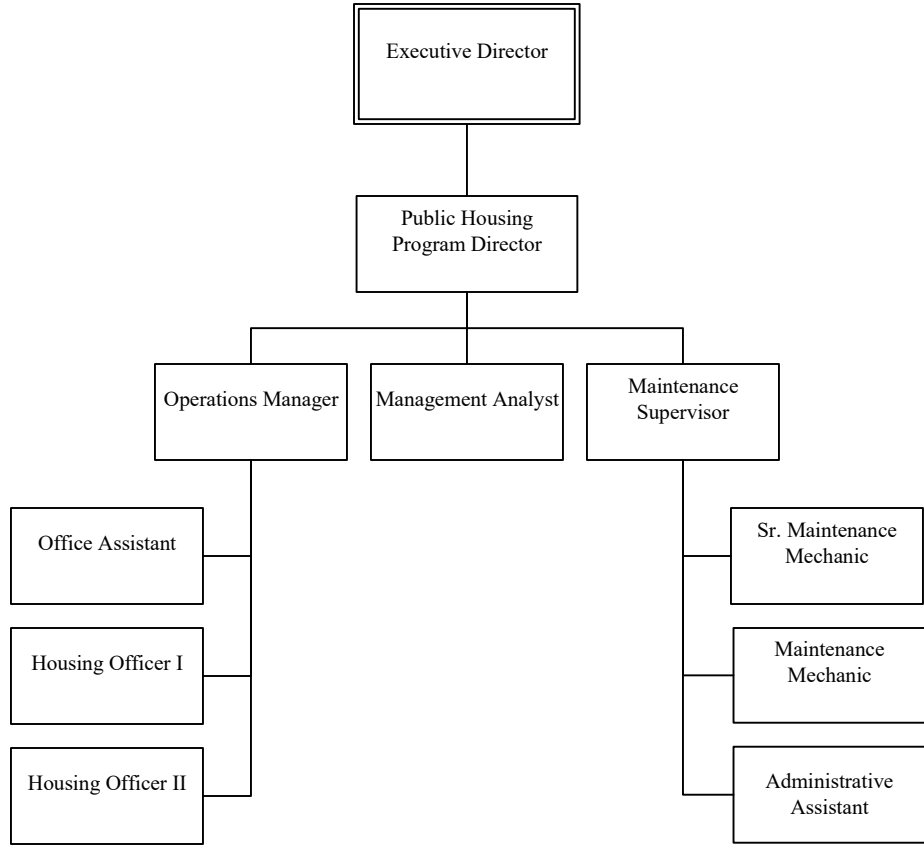 Executive Director
Public Housing
Program Director
Operations Manager
Management Analyst
Maintenance
Supervisor
Office Assistant
Sr. Maintenance
Mechanic
Housing Officer I
Maintenance
Mechanic
Housing Officer II
Administrative
Assistant